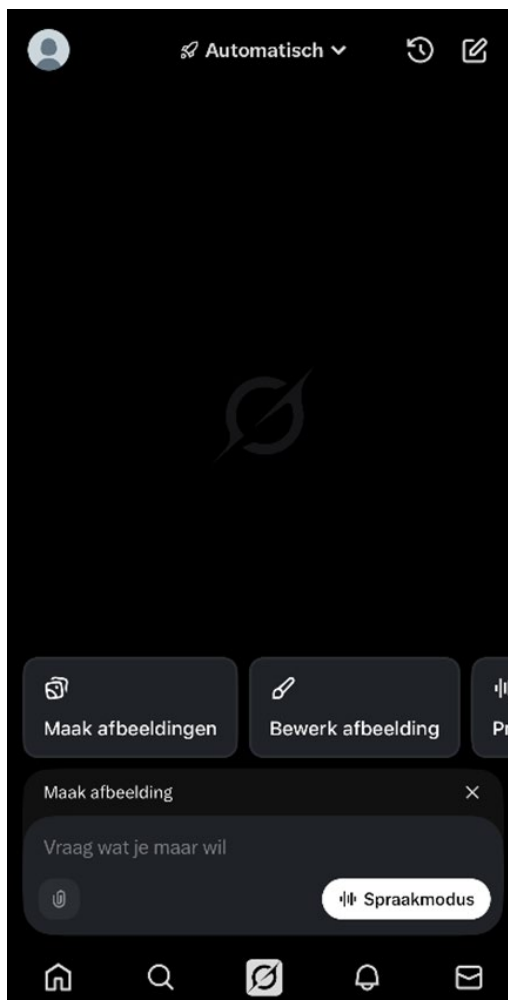 Automatisch
Maak afbeeldingen
Bewerk afbeelding
Maak afbeelding
Vraag wat je maar wil
Spraakmodus